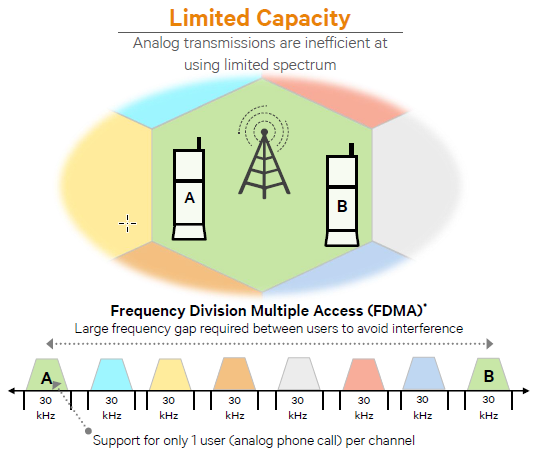 Limited Capacity
Analog transmissions are inefficient at
using limited spectrum
A
B
Frequency Division Multiple Access (FDMA)*
Large frequency gap required between users to avoid interference
A B
30 30 30 30 30 30 30 30
kHz kHz kHz kHz kHz kHz kHz kHz
Support for only 1 user (analog phone call) per channel